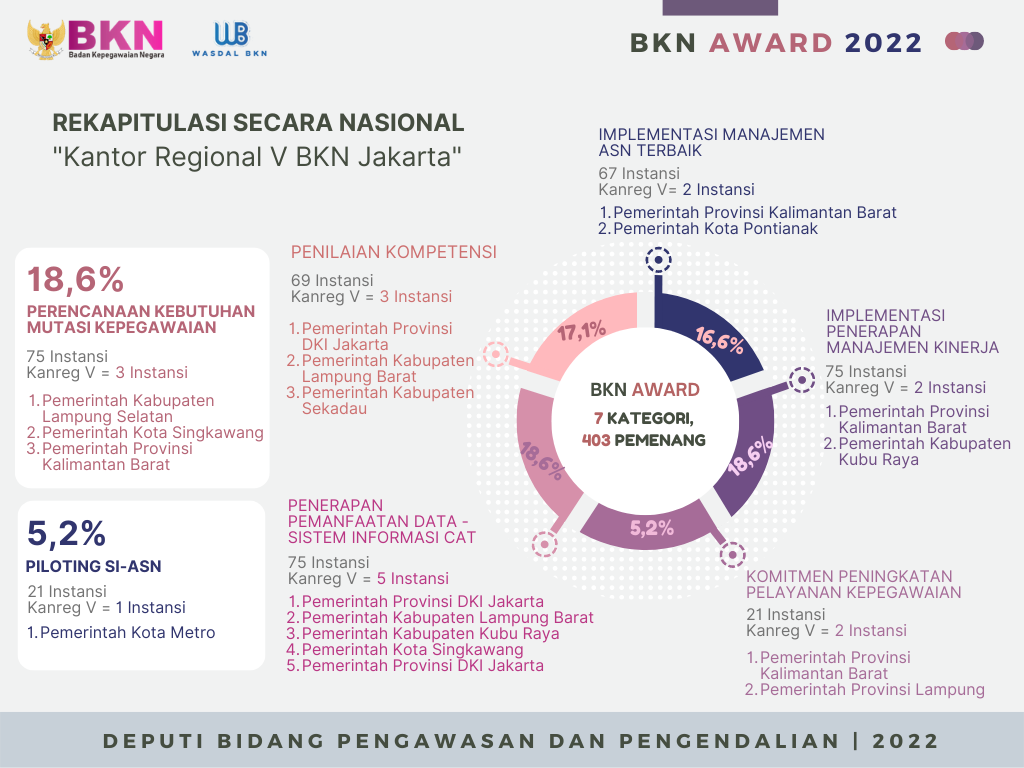 BKN
Badan Kepegawaian Negara
WASDAL BKN
BKN AWARD 2022
REKAPITULASI SECARA NASIONAL
"Kantor Regional V BKN Jakarta"
IMPLEMENTASI MANAJEMEN
ASN TERBAIK
67 Instansi
Kanreg V= 2 Instansi
1. Pemerintah Provinsi Kalimantan Barat
2. Pemerintah Kota Pontianak
18,6%
PERENCANAAN KEBUTUHAN
MUTASI KEPEGAWAIAN
75 Instansi
Kanreg V = 3 Instansi
1. Pemerintah Kabupaten
Lampung Selatan
2. Pemerintah Kota Singkawang
3. Pemerintah Provinsi
Kalimantan Barat
PENILAIAN KOMPETENSI
69 Instansi
Kanreg V = 3 Instansi
1. Pemerintah Provinsi
DKI Jakarta
2. Pemerintah Kabupaten
Lampung Barat
3. Pemerintah Kabupaten
Sekadau
17,1%
16,6%
18,6%
18,6%
5,2%
BKN AWARD
7 KATEGORI,
403 PEMENANG
IMPLEMENTASI
PENERAPAN
MANAJEMEN KINERJA
75 Instansi
Kanreg V = 2 Instansi
1. Pemerintah Provinsi
Kalimantan Barat
2. Pemerintah Kabupaten
Kubu Raya
5,2%
PILOTING SI-ASN
21 Instansi
Kanreg V = 1 Instansi
1. Pemerintah Kota Metro
PENERAPAN
PEMANFAATAN DATA -
SISTEM INFORMASI CAT
75 Instansi
Kanreg V = 5 Instansi
1. Pemerintah Provinsi DKI Jakarta
2. Pemerintah Kabupaten Lampung Barat
3. Pemerintah Kabupaten Kubu Raya
4. Pemerintah Kota Singkawang
5. Pemerintah Provinsi DKI Jakarta
KOMITMEN PENINGKATAN
PELAYANAN KEPEGAWAIAN
21 Instansi
Kanreg V = 2 Instansi
1. Pemerintah Provinsi
Kalimantan Barat
2. Pemerintah Provinsi Lampung
DEPUTI BIDANG PENGAWASAN DAN PENGENDALIAN | 2022